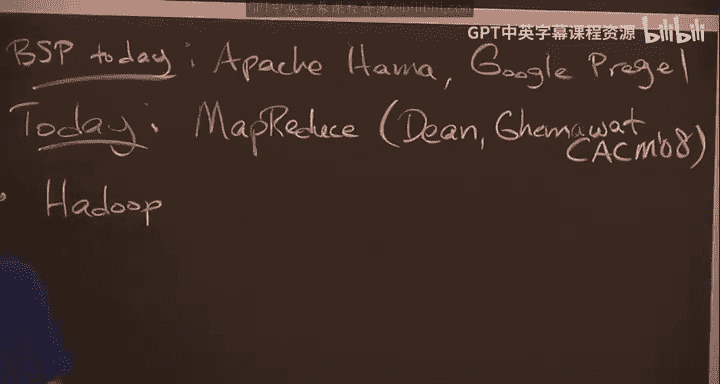 GPT中英字幕课程资源 bilibili
BSP today: Apache Hama, Google Pregel
Today: MapReduce (Dean, Ghemawat
CACM'08)
• Hadoop